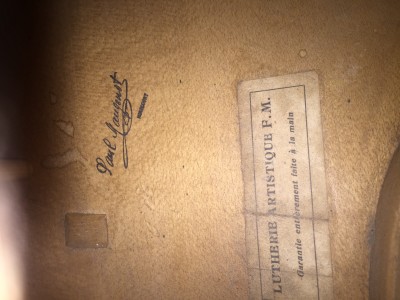 Paul
LUTHERIE ARTISTIQUE F.M.
Garantie entièrement faite à la main